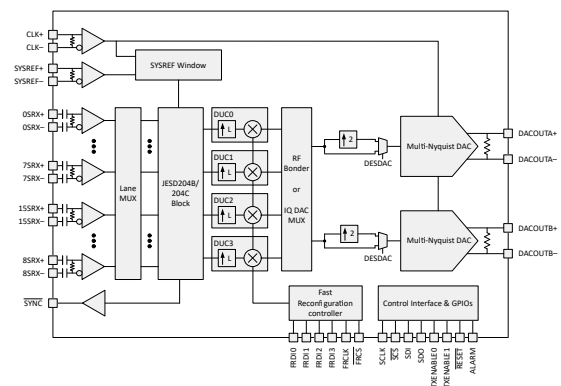 CLK+
CLK–
SYSREF+
SYSREF–
SYSREF Window
0SRX+
0SRX–
7SRX+
7SRX–
15SRX+
15SRX–
8SRX+
8SRX–
SYNC
Lane
MUX
JESD204B/
204C
Block
DUC0
L
DUC1
L
DUC2
L
DUC3
L
RF
Bonder
or
IQ DAC
MUX
2
DESDAC
2
DESDAC
Multi-Nyquist DAC
Multi-Nyquist DAC
DACOUTA+
DACOUTA–
DACOUTB+
DACOUTB–
Fast
Reconfiguration
controller
Control Interface & GPIOs
FRDI0
FRDI1
FRDI2
FRDI3
FRCLK
FRCS
SCLK
SCS
SDI
SDO
TXENABLE0
TXENABLE1
RESET
ALARM